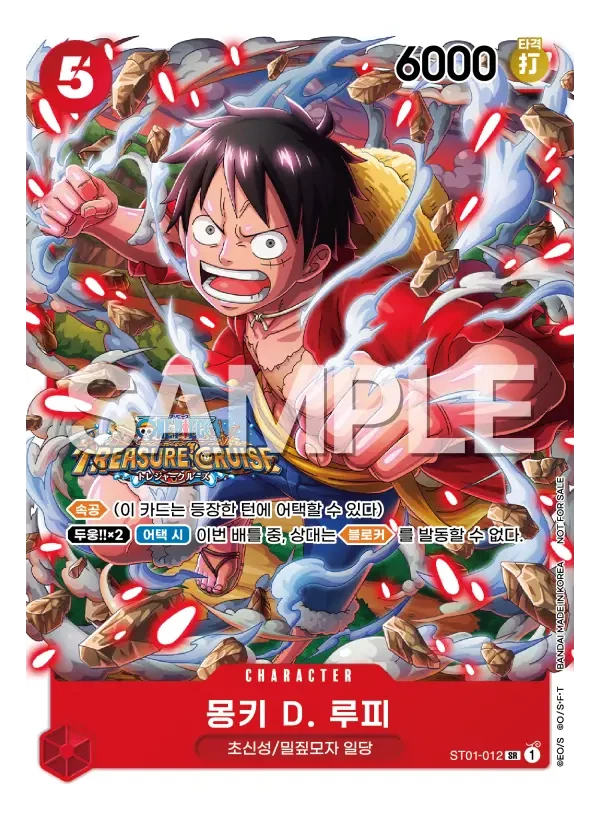 5
6000
타격
打
SAMPLE
ONE PIECE
TREASURE CRUISE
トレジャークルーズ
속공 (이 카드는 등장한 턴에 어택할 수 있다)
두웅!!×2 어택 시 이번 배틀 중, 상대는 블로커 를 발동할 수 없다.
CHARACTER
몽키 D. 루피
초신성/밀짚모자 일당
ST01-012 SR 1
©EO/S ©O/S・F・T BANDAI MADE IN KOREA NOT FOR SALE